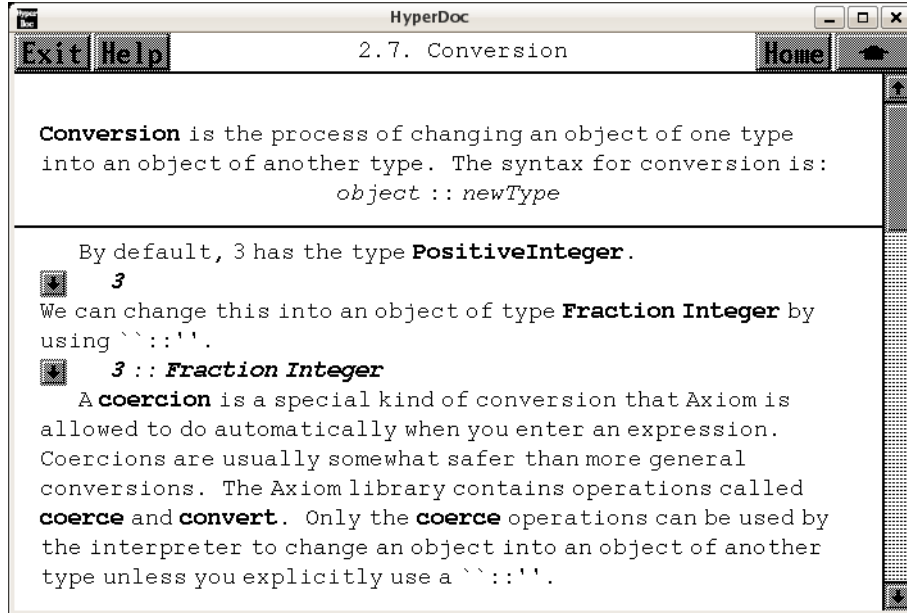 Hyper Doc
HyperDoc
Exit Help 2.7. Conversion Home
Conversion is the process of changing an object of one type
into an object of another type. The syntax for conversion is:
object :: newType
By default, 3 has the type PositiveInteger.
3
We can change this into an object of type Fraction Integer by
using ``::''.
3 :: Fraction Integer
A coercion is a special kind of conversion that Axiom is
allowed to do automatically when you enter an expression.
Coercions are usually somewhat safer than more general
conversions. The Axiom library contains operations called
coerce and convert. Only the coerce operations can be used by
the interpreter to change an object into an object of another
type unless you explicitly use a ``::''.